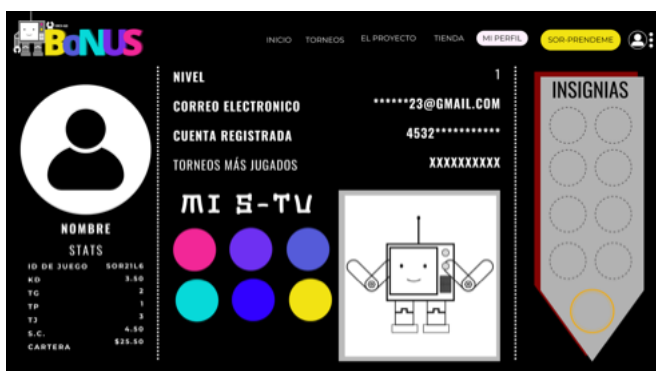 BONUS
INICIO TORNEOS EL PROYECTO TIENDA MI PERFIL SOR-PRENDEME
NIVEL 1
CORREO ELECTRONICO ******23@GMAIL.COM
CUENTA REGISTRADA 4532***********
TORNEOS MÁS JUGADOS XXXXXXXXXX
MI S-TV
NOMBRE
STATS
ID DE JUEGO SOR21L6
KD 3.50
TG 2
TP 1
TJ 3
S.C. 4.50
CARTERA $25.50
INSIGNIAS